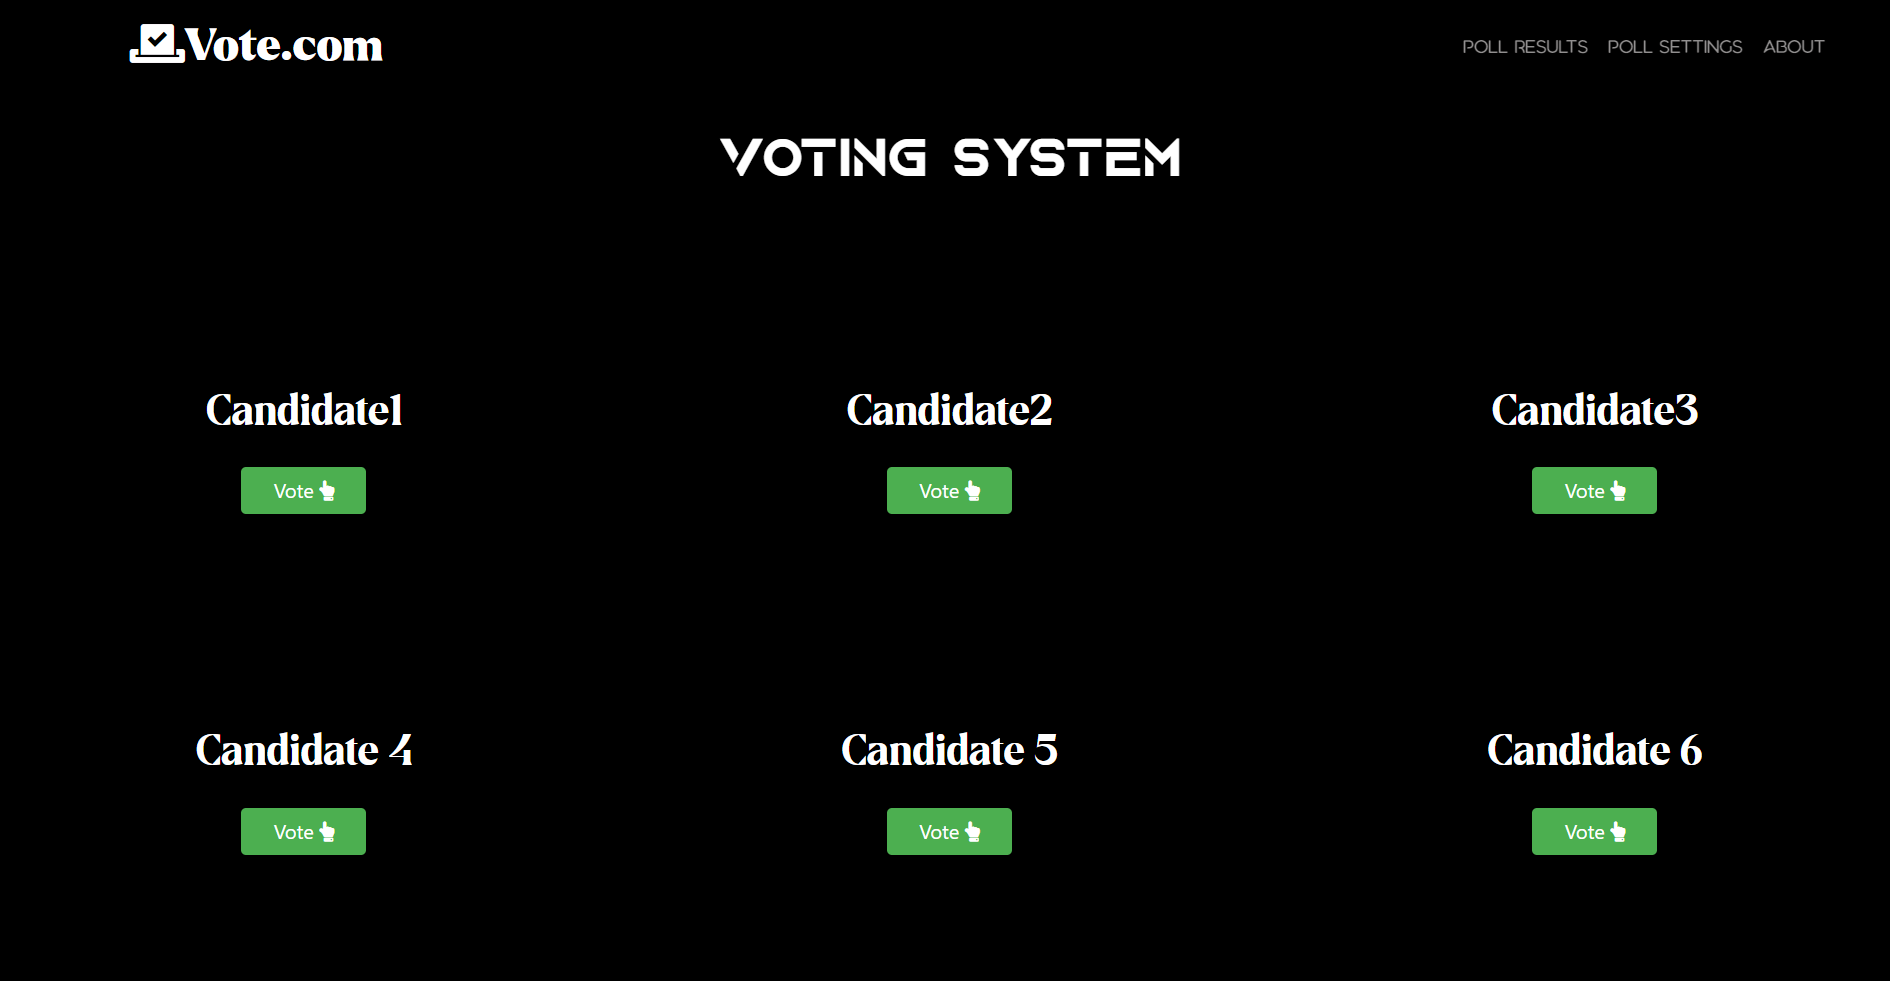 Vote.com
POLL RESULTS POLL SETTINGS ABOUT
VOTING SYSTEM
Candidate1 Candidate2 Candidate3
Vote Vote Vote
Candidate 4 Candidate 5 Candidate 6
Vote Vote Vote